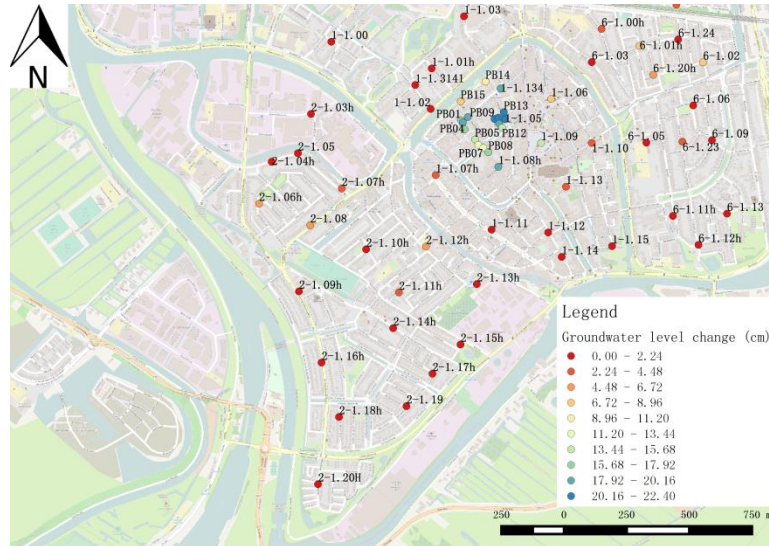 1-1.03
1-1.00
6-1.00h
6-1.24
6-1.01h
6-1.03
6-1.02
1-1.01h
6-1.20h
1-1.3141
PB14
1-1.134
PB15
1-1.06
1-1.02
6-1.06
2-1.03h
PB01
PB09
PB13
1-1.05
PB04
PB05
PB12
1-1.09
1-1.10
6-1.05
6-1.23
6-1.09
2-1.05
2-1.04h
PB07
PB08
1-1.08h
1-1.07h
2-1.07h
1-1.13
2-1.06h
6-1.11h
6-1.13
2-1.08
1-1.11
1-1.12
2-1.10h
2-1.12h
1-1.14
1-1.15
6-1.12h
2-1.09h
2-1.11h
2-1.13h
2-1.14h
2-1.15h
2-1.16h
2-1.17h
2-1.19
2-1.18h
2-1.20H
N
Legend
Groundwater level change (cm)
0.00 - 2.24
2.24 - 4.48
4.48 - 6.72
6.72 - 8.96
8.96 - 11.20
11.20 - 13.44
13.44 - 15.68
15.68 - 17.92
17.92 - 20.16
20.16 - 22.40
250 0 250 500 750 m